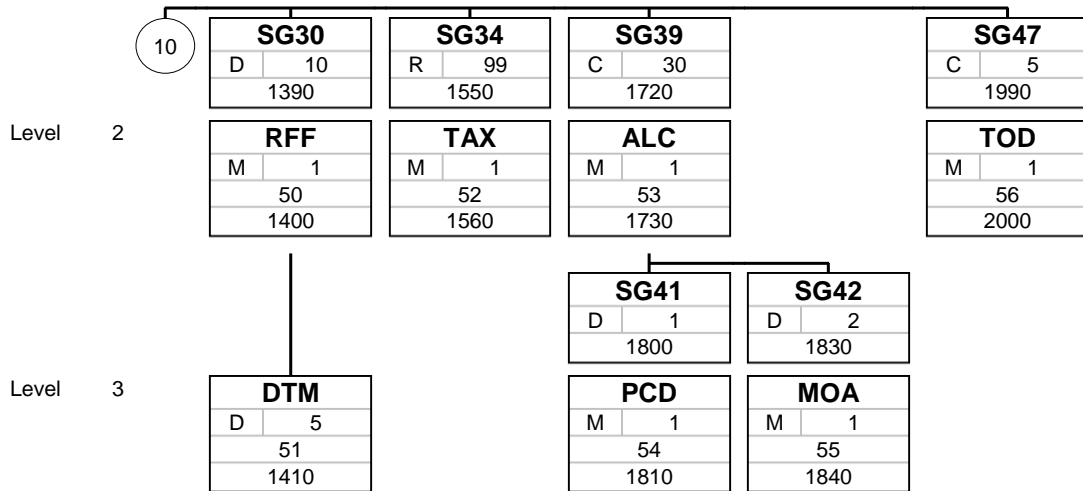 10
SG30 SG34 SG39 SG47
D 10 R 99 C 30 C 5
1390 1550 1720 1990
Level 2
RFF TAX ALC TOD
M 1 M 1 M 1 M 1
50 52 53 56
1400 1560 1730 2000
SG41 SG42
D 1 D 2
1800 1830
Level 3
DTM PCD MOA
D 5 M 1 M 1
51 54 55
1410 1810 1840